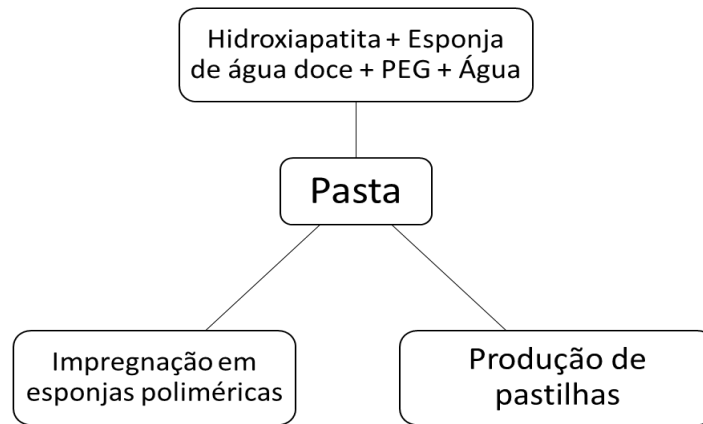 Hidroxiapatita + Esponja
de água doce + PEG + Água
Pasta
Impregnação em
esponjas poliméricas
Produção de
pastilhas